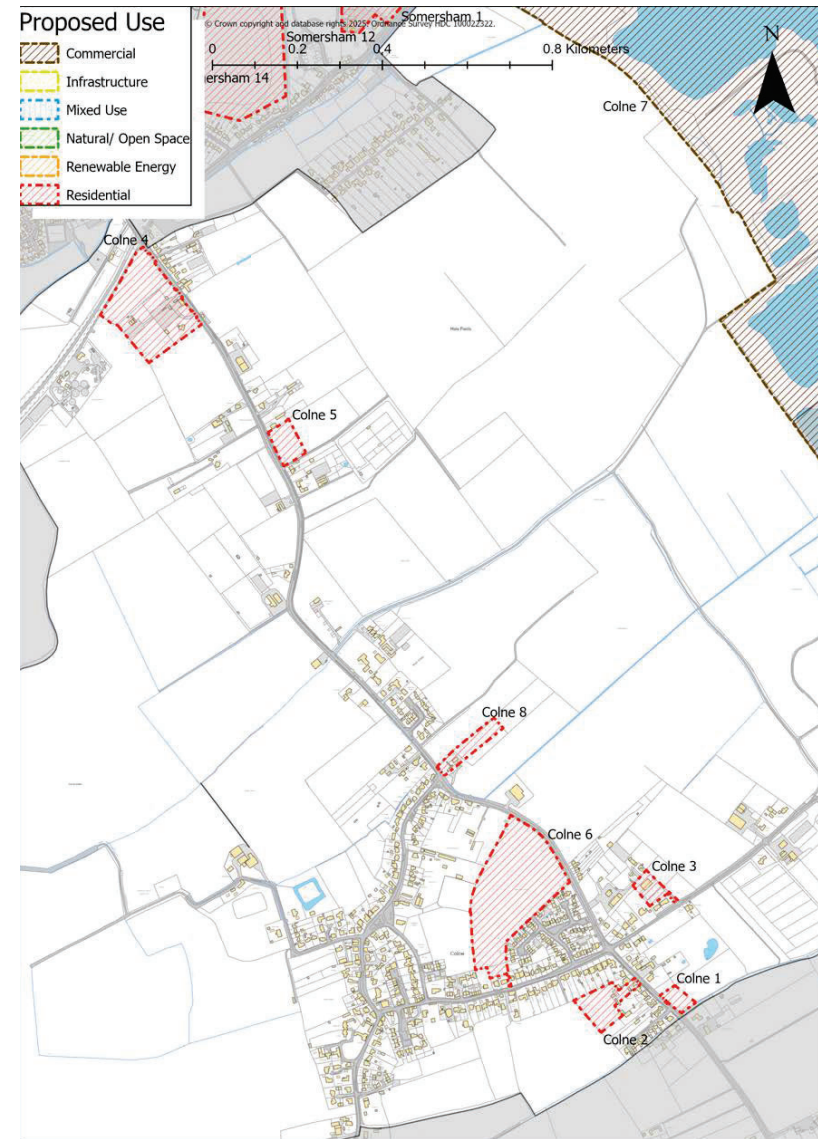 Proposed Use
Commercial
Infrastructure
Mixed Use
Natural/ Open Space
Renewable Energy
Residential
© Crown copyright and database rights 2025. Ordnance Survey HDC 100022322.
Somersham 1
Somersham 12
0 0.2 0.4 0.8 Kilometers
ersham 14
N
Colne 7
Colne 4
Colne 5
Colne 8
Colne 6
Colne 3
Colne
Colne 1
Colne 2